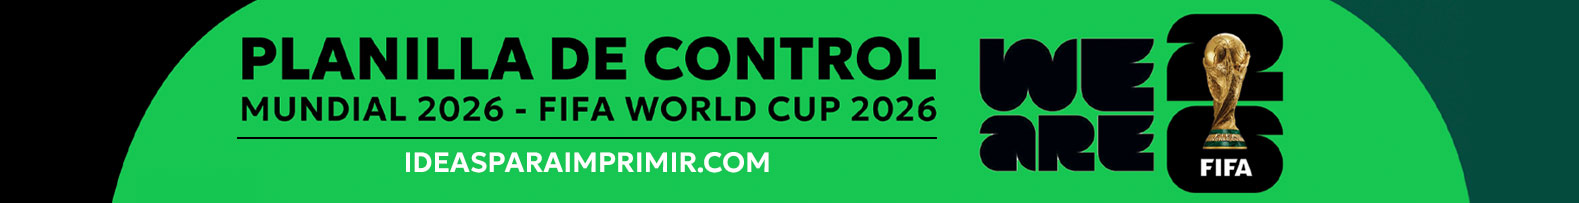 PLANILLA DE CONTROL
MUNDIAL 2026 - FIFA WORLD CUP 2026
IDEASPARAIMPRIMIR.COM
WE
ARE
26
FIFA